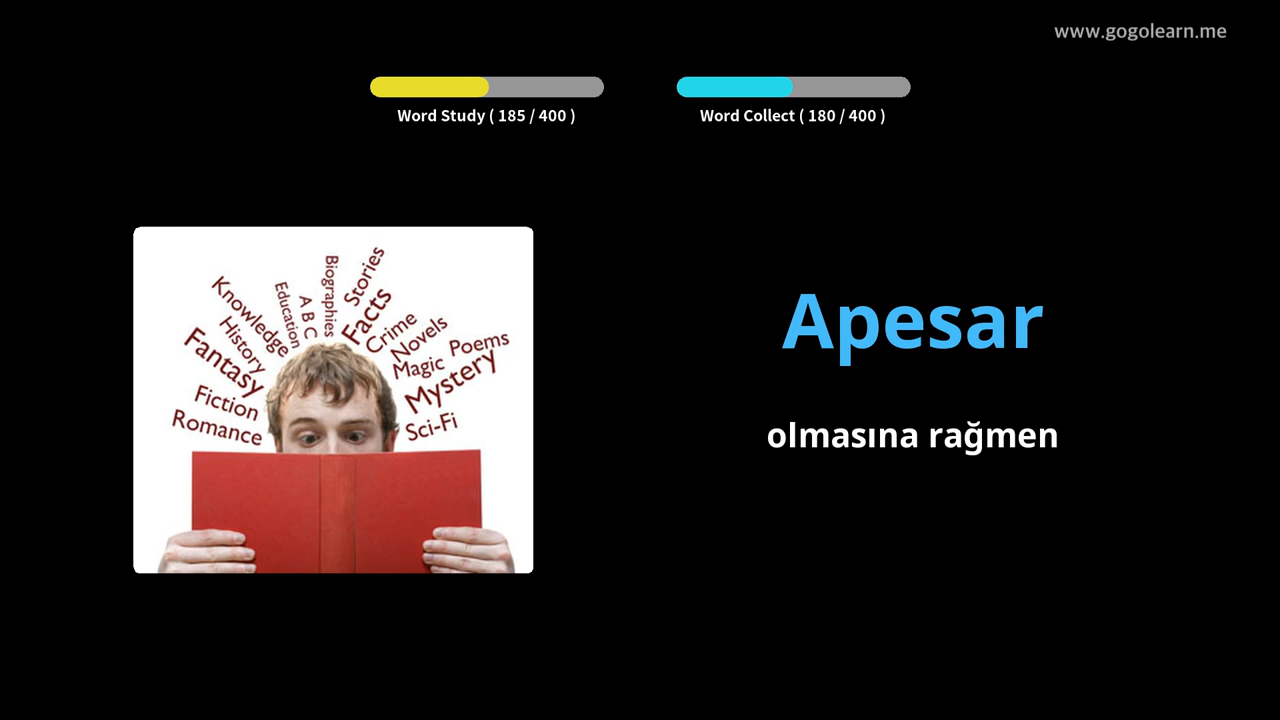 www.gogolearn.me
Word Study ( 185 / 400 )
Word Collect ( 180 / 400 )
Biographies
Stories
Knowledge
Education
A B C
Facts
Crime
History
Novels
Poems
Fantasy
Magic
Mystery
Fiction
Romance
Sci-Fi
Apesar
olmasına rağmen